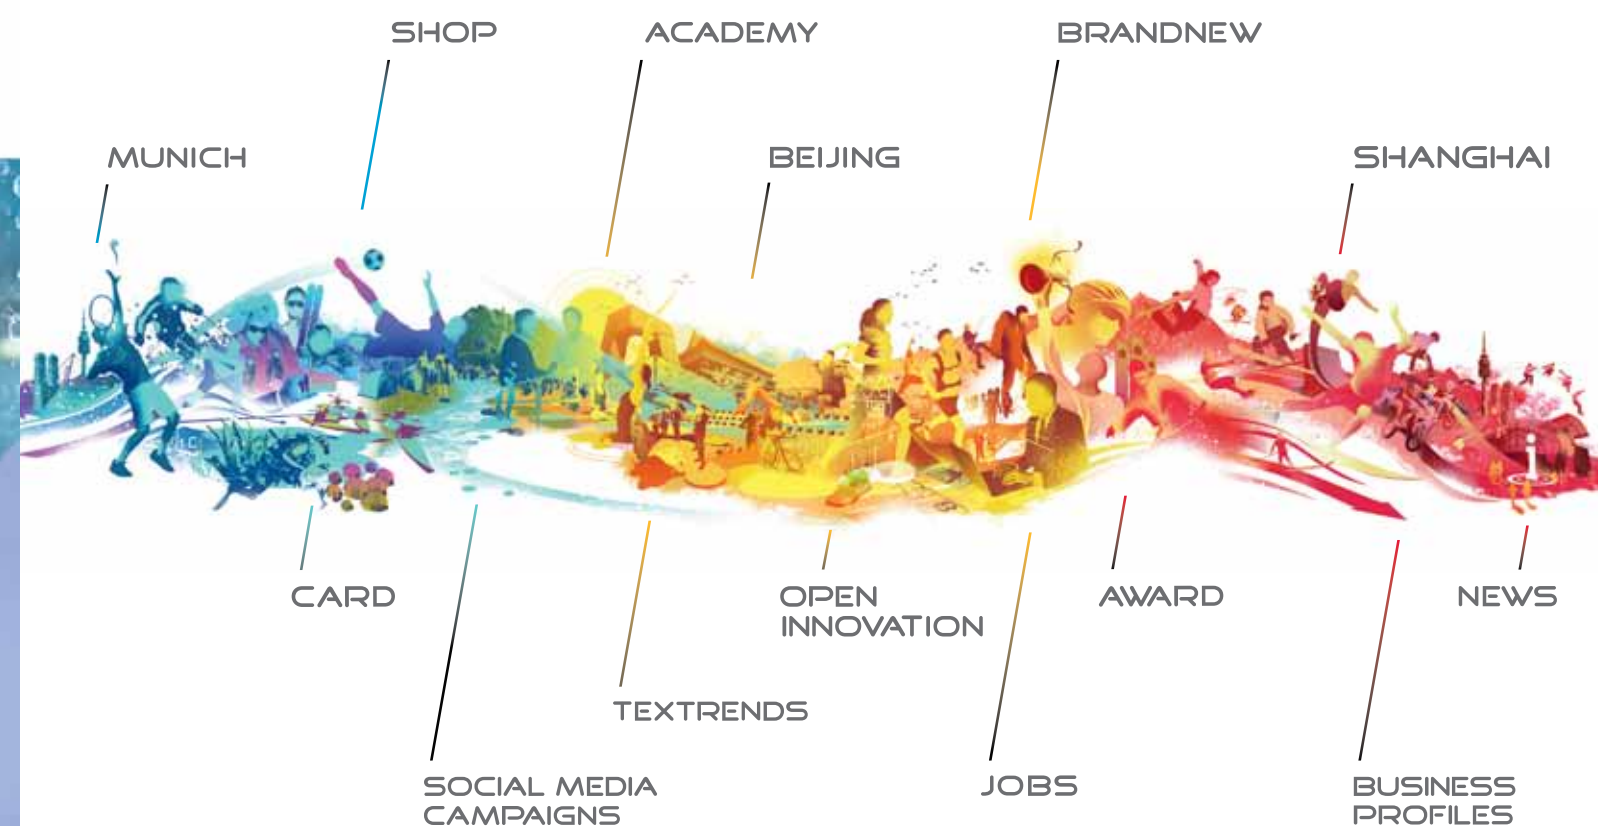 SHOP
ACADEMY
BRANDNEW
MUNICH
BEIJING
SHANGHAI
CARD
OPEN
INNOVATION
AWARD
NEWS
TEXTRENDS
SOCIAL MEDIA
CAMPAIGNS
JOBS
BUSINESS
PROFILES